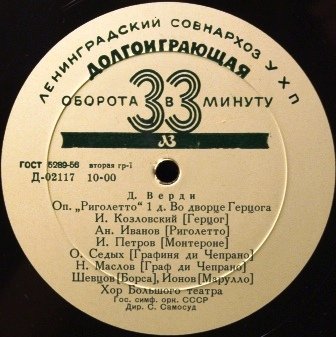 ЛЕНИНГРАДСКИЙ СОВНАРХОЗ УХП
ДОЛГОИГРАЮЩАЯ
ОБОРОТА 33 В МИНУТУ
ЛЗ
ГОСТ 5289-56 вторая гр-I
Д-02117 10-00
Д. Верди
Оп. „Риголетто" 1 д. Во дворце Герцога
И. Козловский [Герцог]
Ан. Иванов [Риголетто]
И. Петров [Монтероне]
О. Седых [Графиня ди Чепрано]
Н. Маслов [Граф ди Чепрано]
Шевцов [Борса], Ионов [Марулло]
Хор Большого театра
Гос. симф. орк. СССР
Дир. С. Самосуд